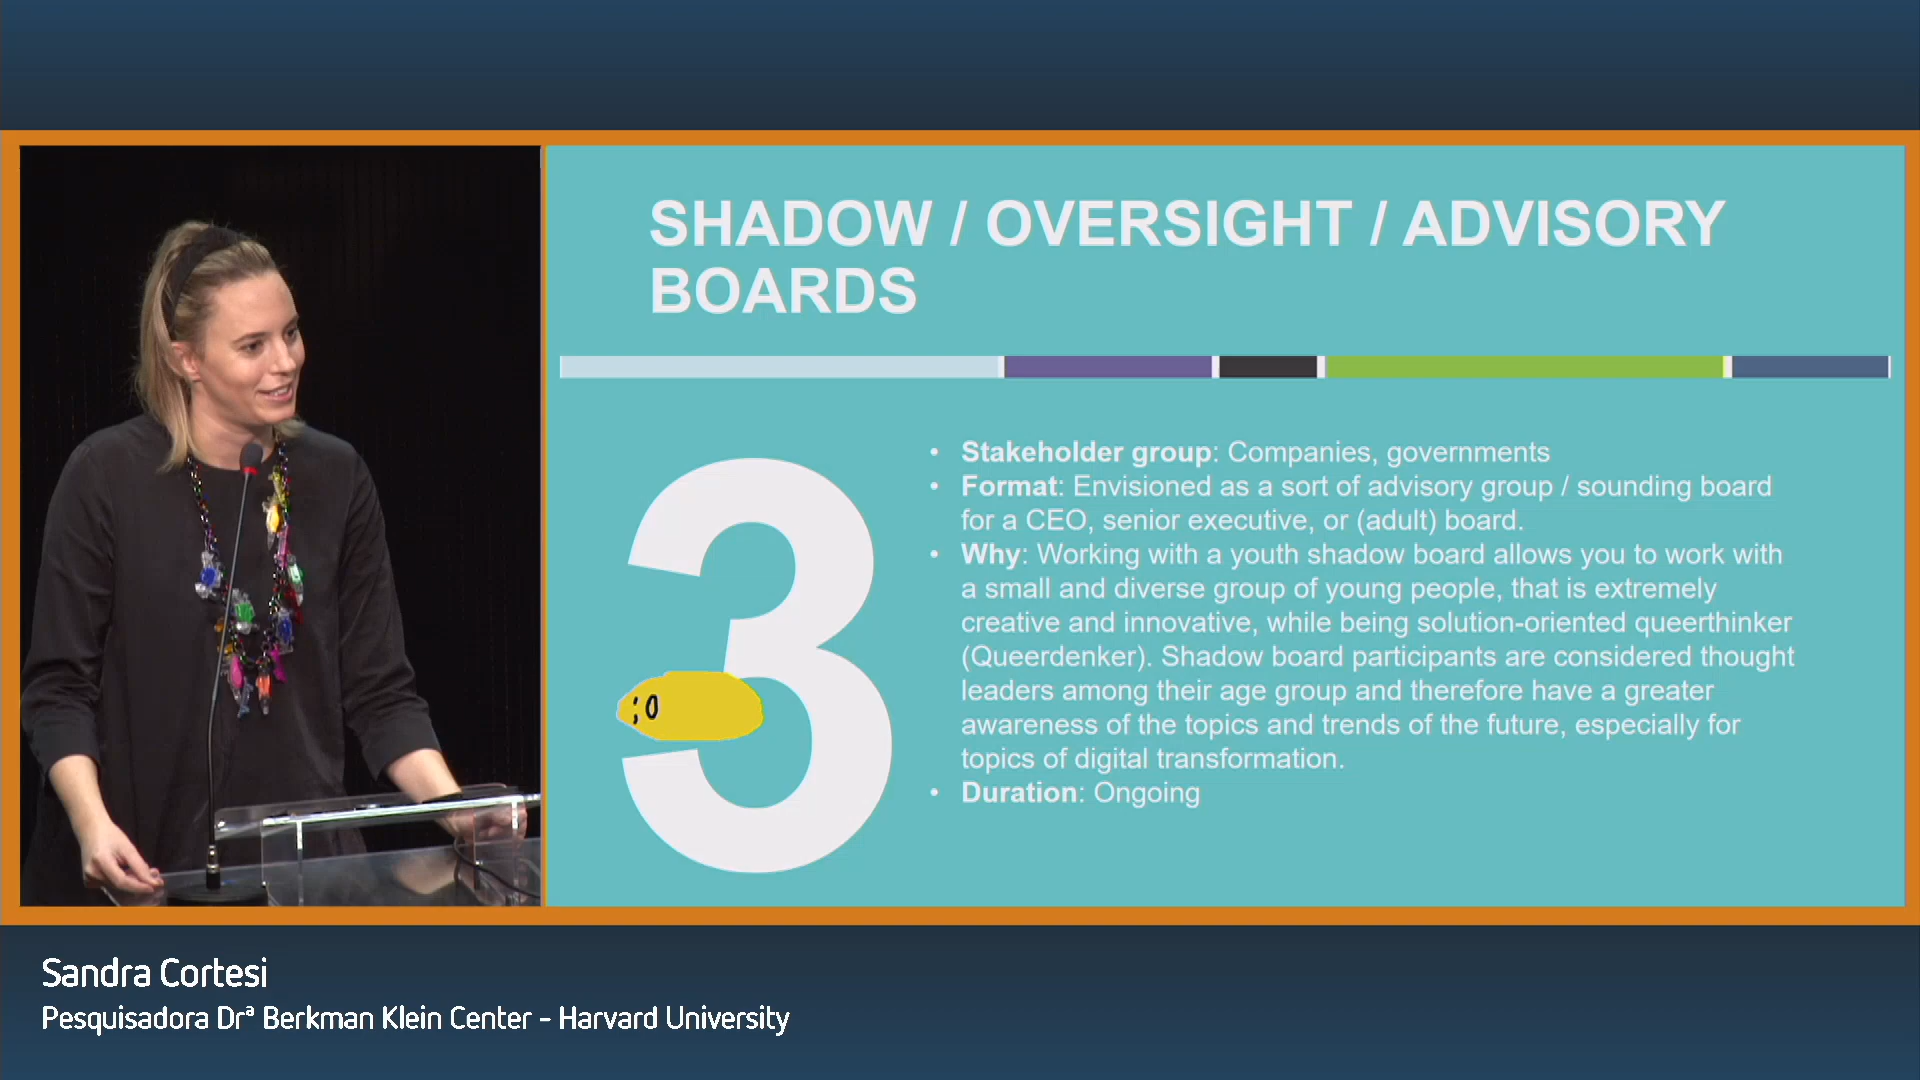 SHADOW / OVERSIGHT / ADVISORY
BOARDS
3
• Stakeholder group: Companies, governments
• Format: Envisioned as a sort of advisory group / sounding board
for a CEO, senior executive, or (adult) board.
• Why: Working with a youth shadow board allows you to work with
a small and diverse group of young people, that is extremely
creative and innovative, while being solution-oriented queerthinker
(Queerdenker). Shadow board participants are considered thought
leaders among their age group and therefore have a greater
awareness of the topics and trends of the future, especially for
topics of digital transformation.
• Duration: Ongoing
Sandra Cortesi
Pesquisadora Drª Berkman Klein Center - Harvard University